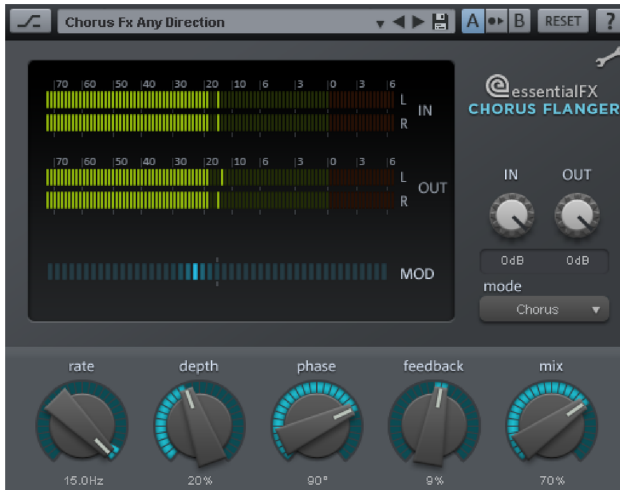 Chorus Fx Any Direction A B RESET ?
essentialFX
CHORUS FLANGER
70 60 50 40 30 20 10 6 3 0 3 6
L
IN
R
70 60 50 40 30 20 10 6 3 0 3 6
L
OUT
R
MOD
IN OUT
0dB 0dB
mode
Chorus
rate depth phase feedback mix
15.0Hz 20% 90° 9% 70%